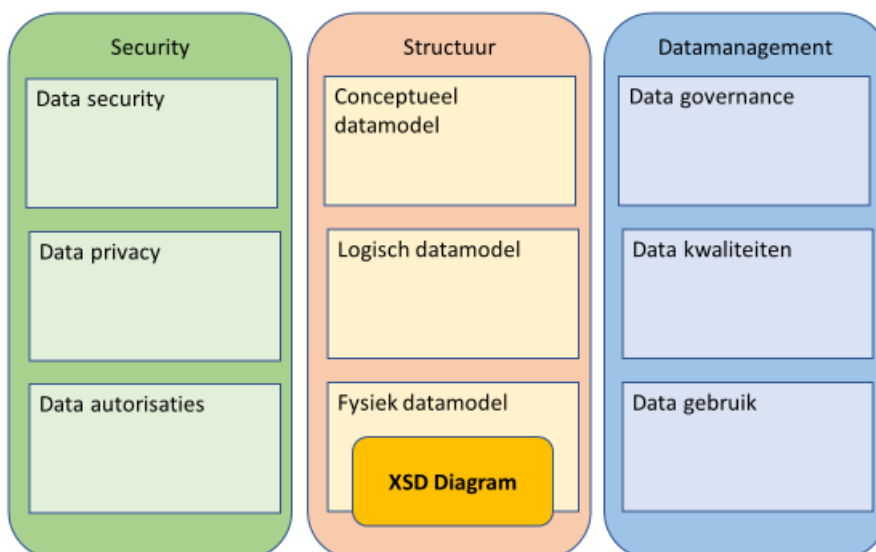 Security
Data security
Data privacy
Data autorisaties
Structuur
Conceptueel
datamodel
Logisch datamodel
Fysiek datamodel
XSD Diagram
Datamanagement
Data governance
Data kwaliteiten
Data gebruik